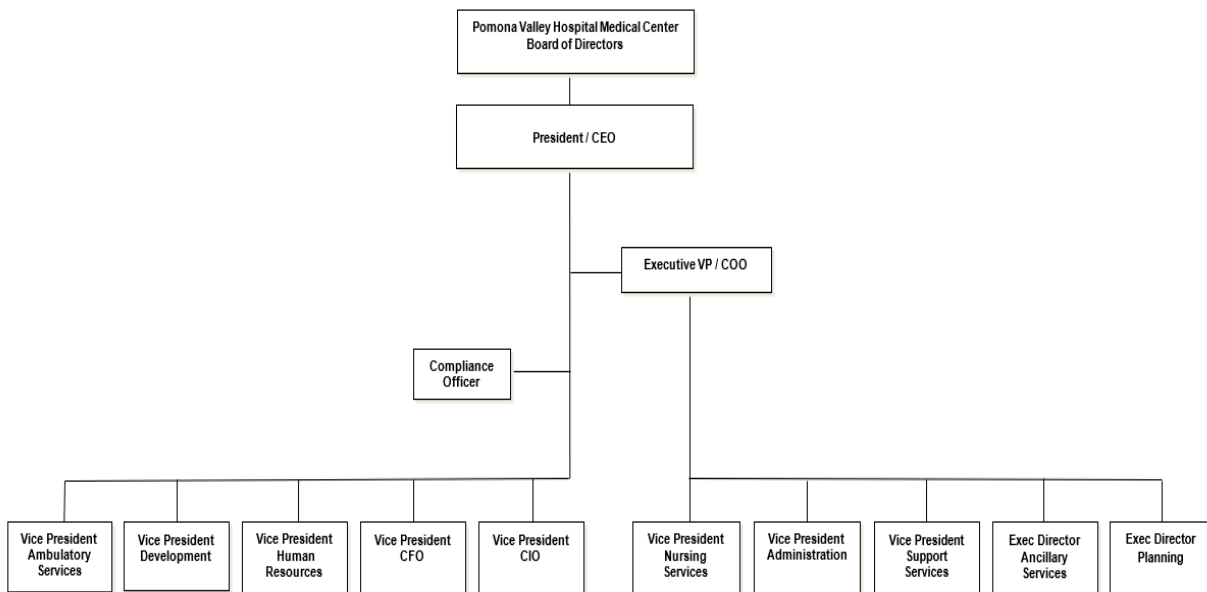 Pomona Valley Hospital Medical Center
Board of Directors
President / CEO
Executive VP / COO
Compliance
Officer
Vice President
Ambulatory
Services
Vice President
Development
Vice President
Human
Resources
Vice President
CFO
Vice President
CIO
Vice President
Nursing
Services
Vice President
Administration
Vice President
Support
Services
Exec Director
Ancillary
Services
Exec Director
Planning